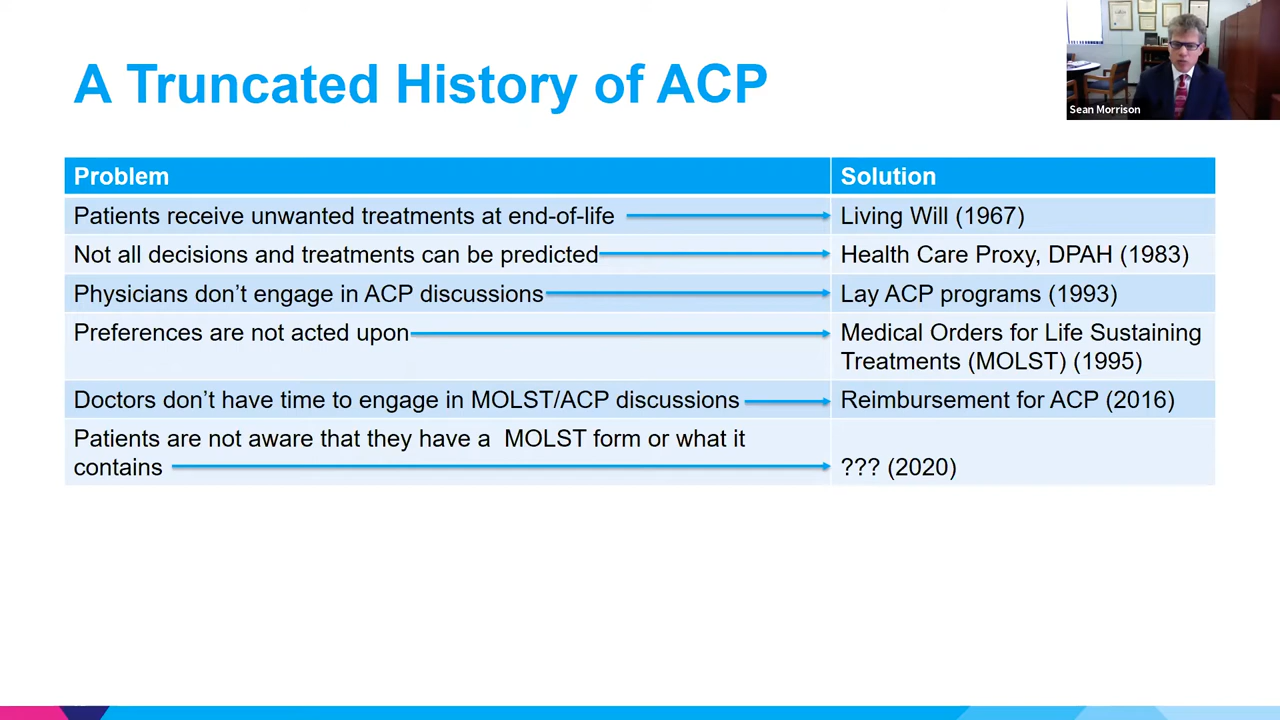 A Truncated History of ACP
Sean Morrison
Problem
Solution
Patients receive unwanted treatments at end-of-life
Living Will (1967)
Not all decisions and treatments can be predicted
Health Care Proxy, DPAH (1983)
Physicians don’t engage in ACP discussions
Lay ACP programs (1993)
Preferences are not acted upon
Medical Orders for Life Sustaining
Treatments (MOLST) (1995)
Doctors don’t have time to engage in MOLST/ACP discussions
Reimbursement for ACP (2016)
Patients are not aware that they have a MOLST form or what it
contains
??? (2020)